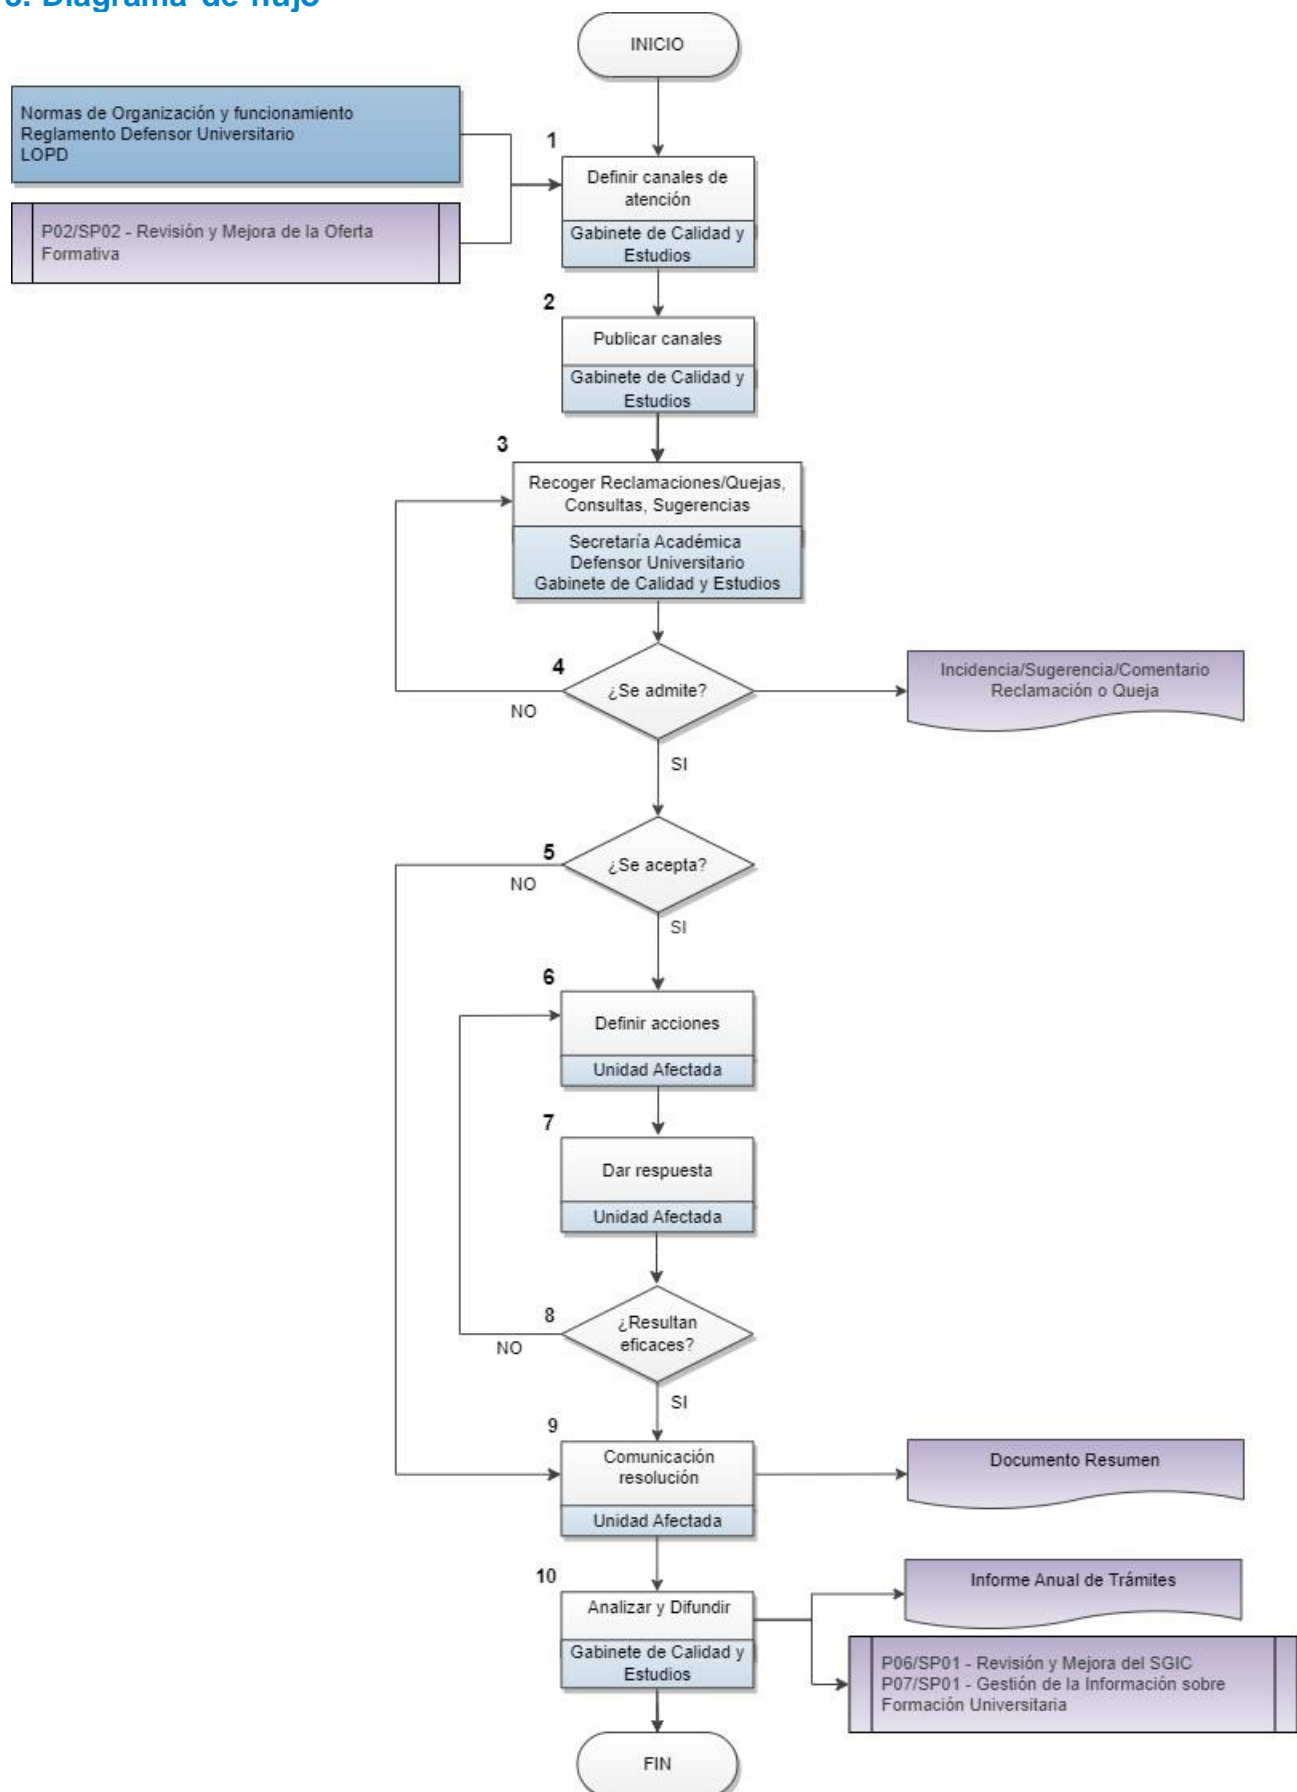 Diagrama de flujo
INICIO
Normas de Organización y funcionamiento
Reglamento Defensor Universitario
LOPD
P02/SP02 - Revisión y Mejora de la Oferta
Formativa
1
Definir canales de
atención
Gabinete de Calidad y
Estudios
2
Publicar canales
Gabinete de Calidad y
Estudios
3
Recoger Reclamaciones/Quejas,
Consultas, Sugerencias
Secretaría Académica
Defensor Universitario
Gabinete de Calidad y Estudios
4
¿Se admite?
NO
Incidencia/Sugerencia/Comentario
Reclamación o Queja
SI
5
¿Se acepta?
NO
SI
6
Definir acciones
Unidad Afectada
7
Dar respuesta
Unidad Afectada
8
¿Resultan
eficaces?
NO
SI
9
Comunicación
resolución
Unidad Afectada
Documento Resumen
10
Analizar y Difundir
Gabinete de Calidad y
Estudios
Informe Anual de Trámites
P06/SP01 - Revisión y Mejora del SGIC
P07/SP01 - Gestión de la Información sobre
Formación Universitaria
FIN